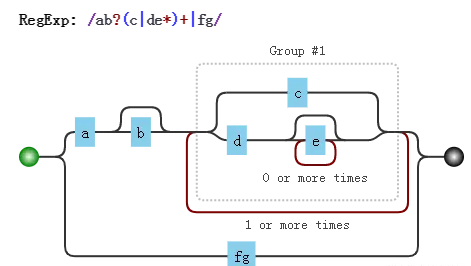 RegExp: /ab?(c|de*)+|fg/
Group #1
c
a
b
d
e
0 or more times
1 or more times
fg